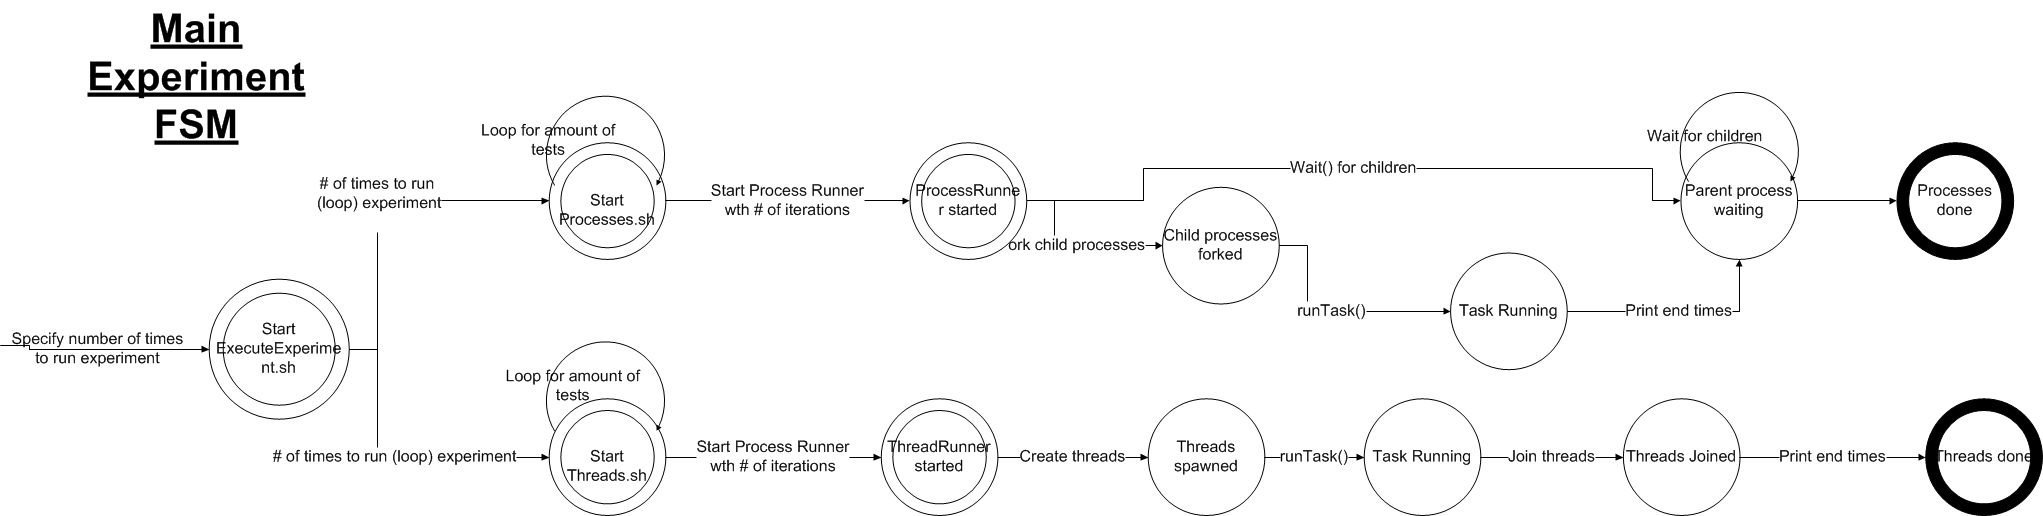 Main
Experiment
FSM
Specify number of times
to run experiment
Start
ExecuteExperime
nt.sh
# of times to run
(loop) experiment
Loop for amount of
tests
Start
Processes.sh
Start Process Runner
wth # of iterations
ProcessRunne
r started
Wait() for children
ork child processes
Child processes
forked
runTask()
Task Running
Print end times
Wait for children
Parent process
waiting
Processes
done
# of times to run (loop) experiment
Loop for amount of
tests
Start
Threads.sh
Start Process Runner
wth # of iterations
ThreadRunner
started
Create threads
Threads
spawned
runTask()
Task Running
Join threads
Threads Joined
Print end times
Threads done